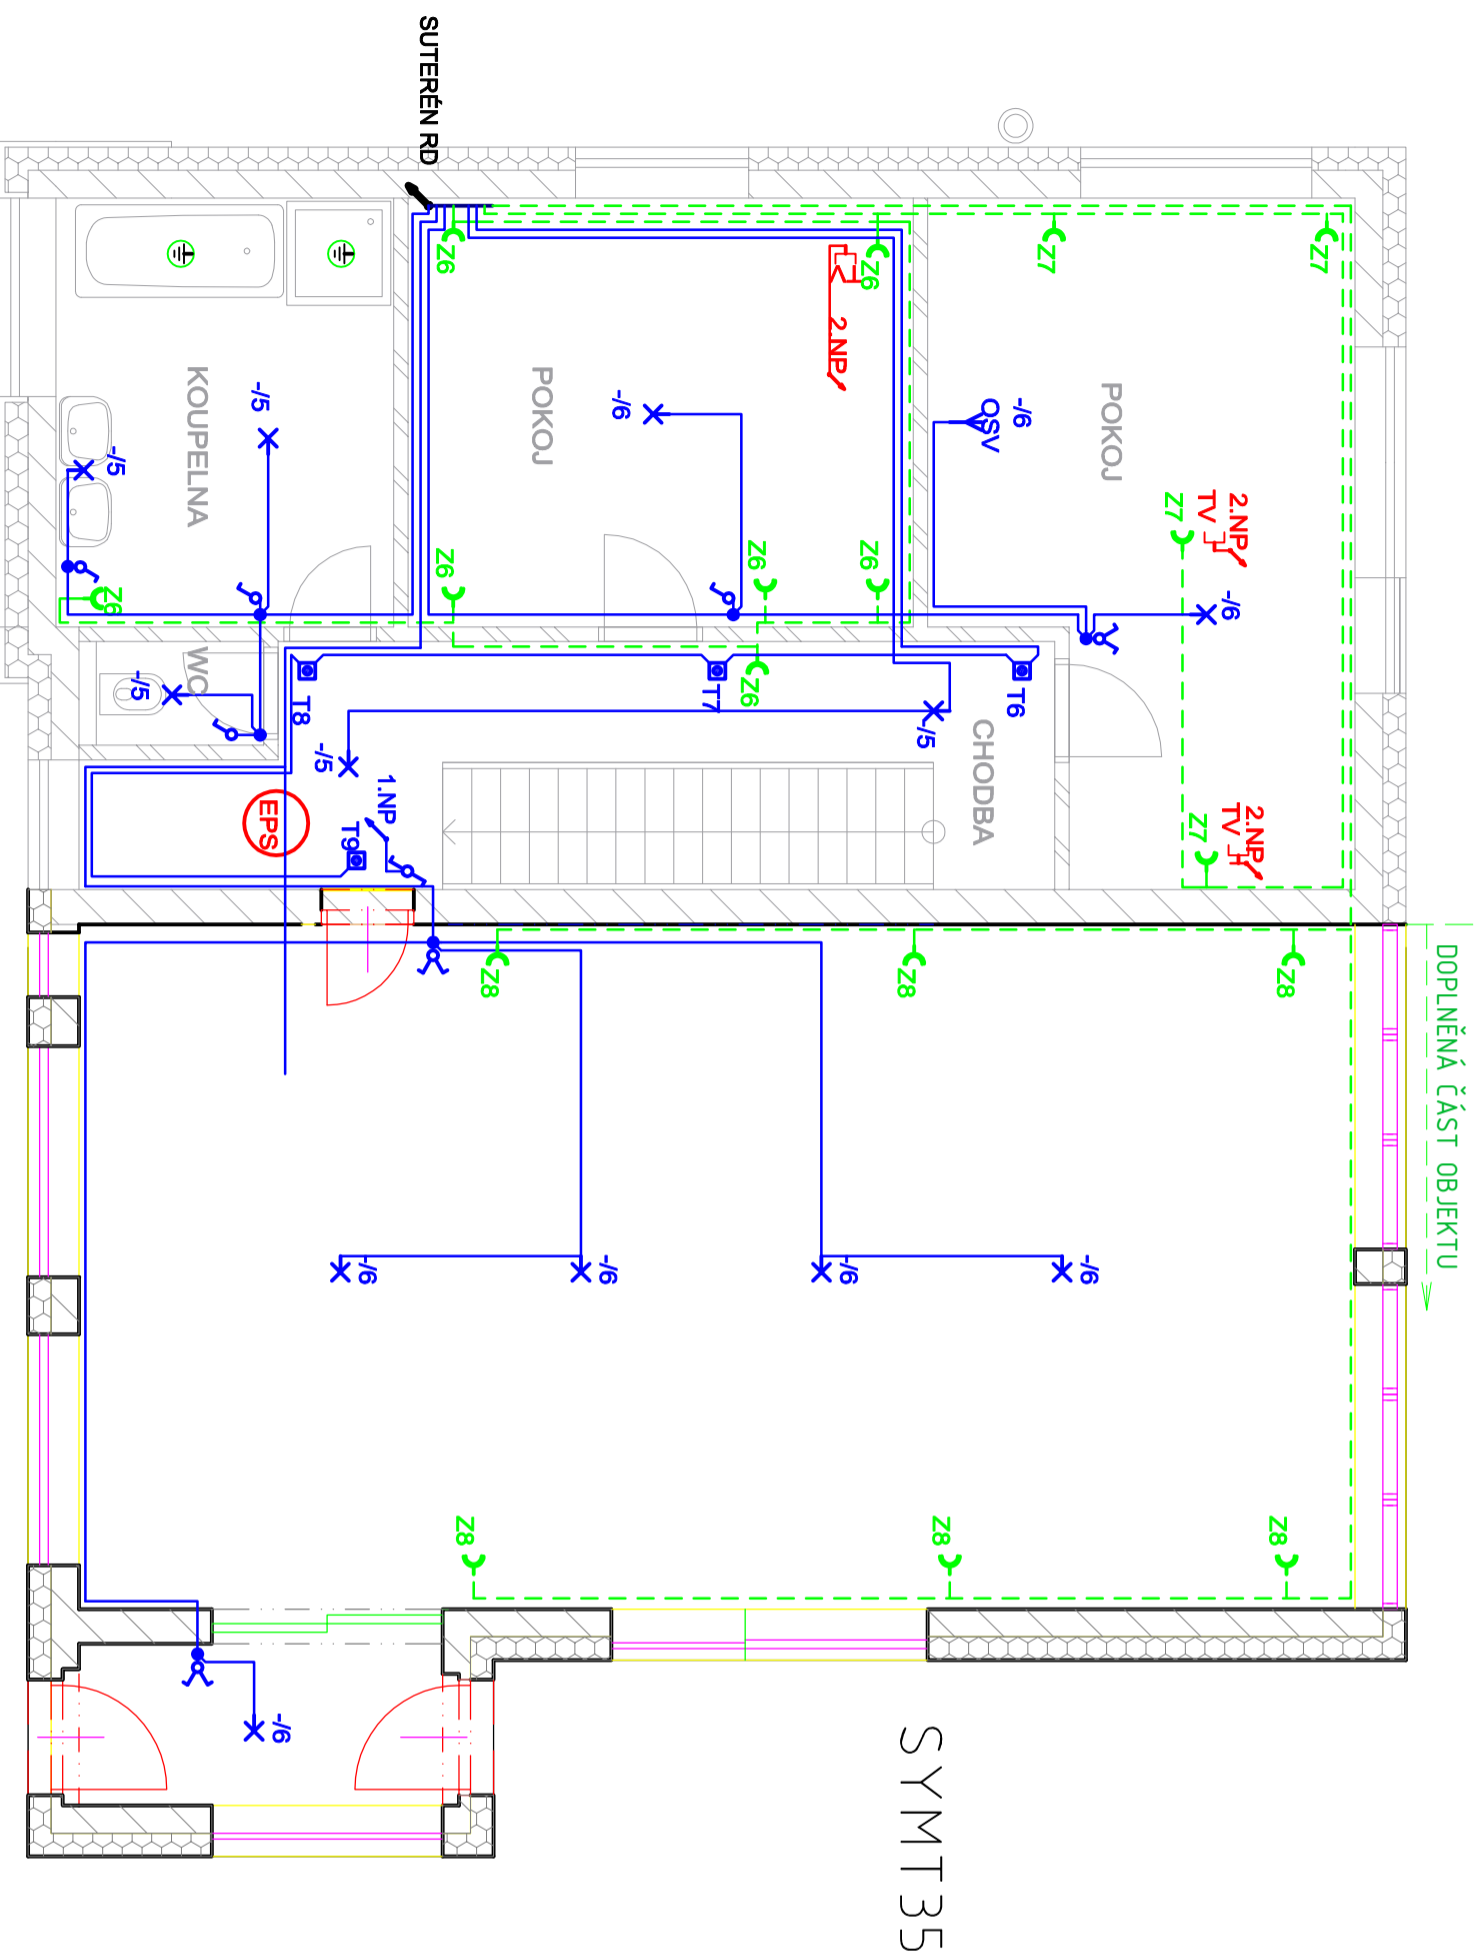 DOPLNĚNÁ ČÁST OBJEKTU
Z7
Z7
2.NP
TV
Z7
2.NP
TV
Z7
-/6
POKOJ
-/6
OSV
Z8
Z8
Z8
Z8
Z8
Z8
T6
CHODBA
-/5
Z6
2.NP
TV
Z6
Z6
Z6
T7
POKOJ
-/6
Z6
Z6
SUTERÉN RD
1.NP
T9
-/5
T8
EPS
-/5
KOUPELNA
WC
-/5
-/5
Z6
-/6
-/6
-/6
-/6
-/6
SYMT35